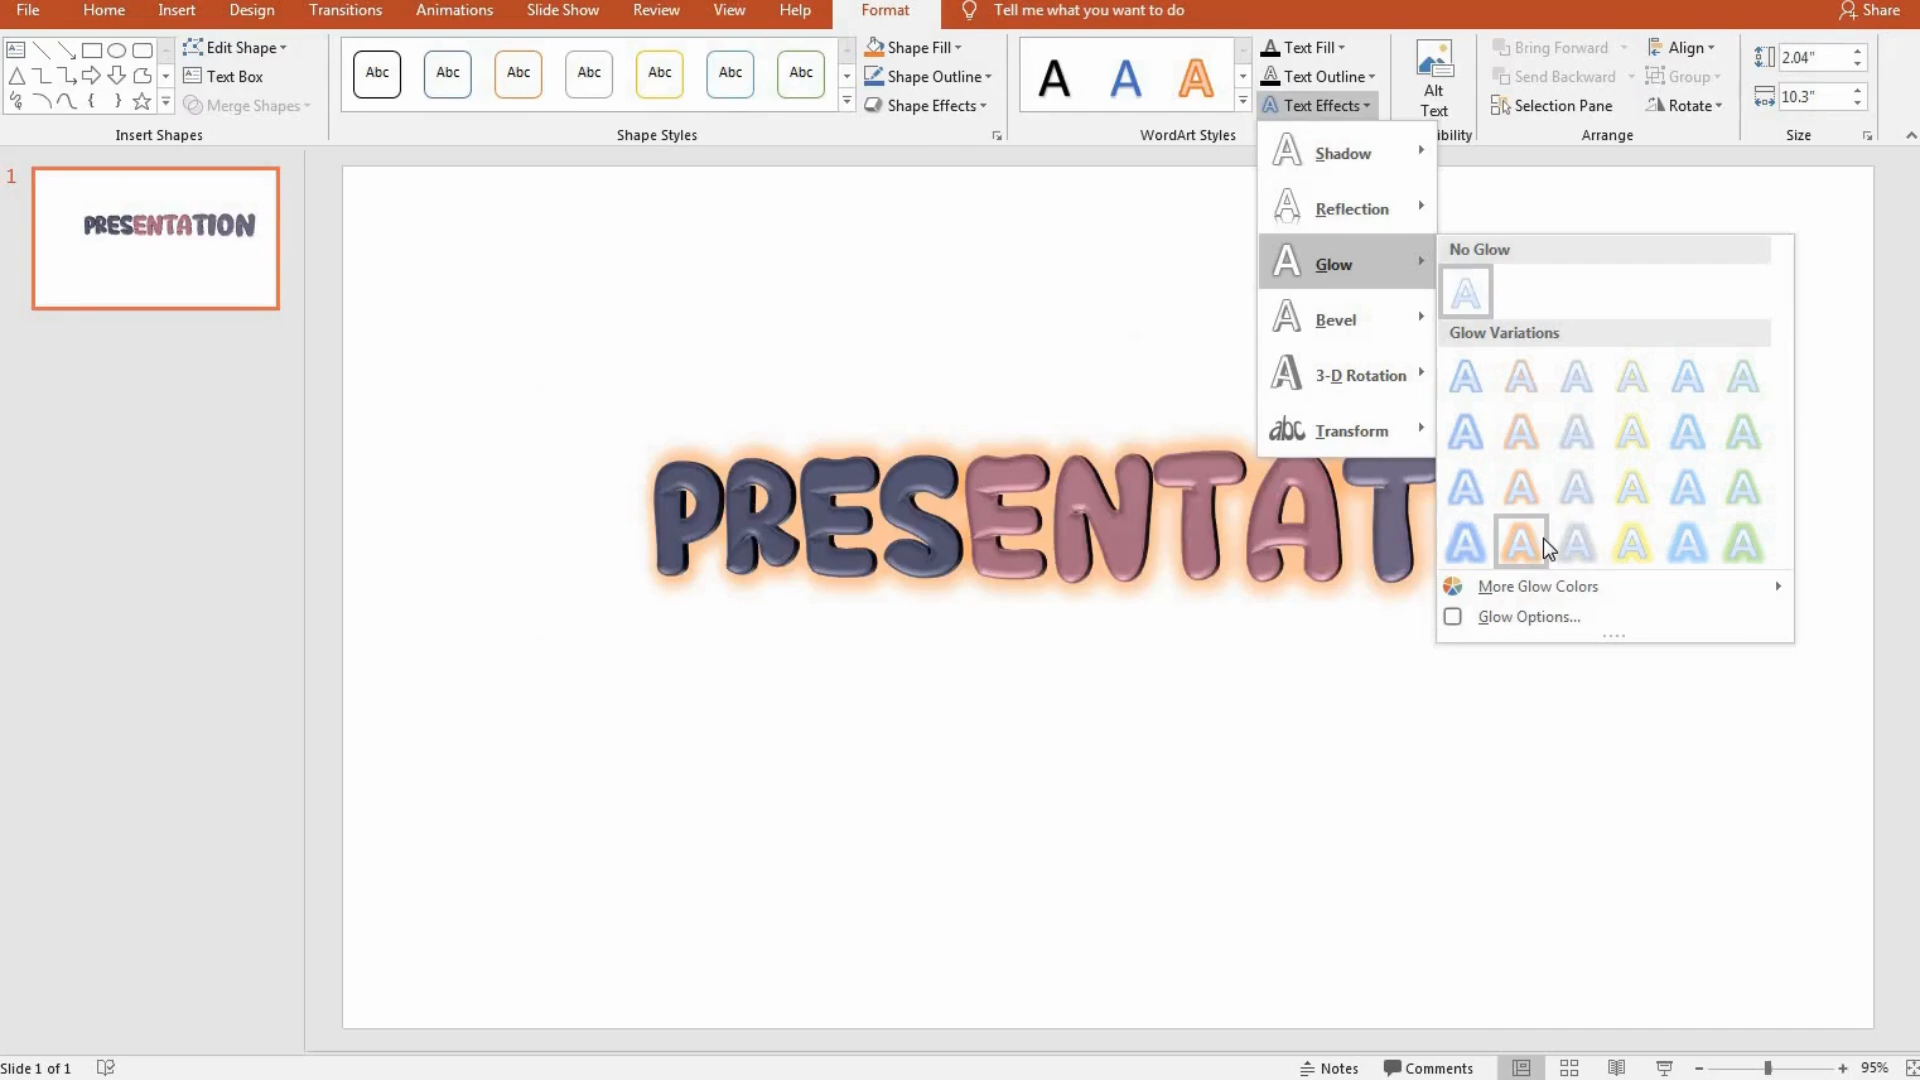 File Home Insert Design Transitions Animations Slide Show Review View Help Format Tell me what you want to do Share
Edit Shape
Text Box
Merge Shapes
Insert Shapes
Abc Abc Abc Abc Abc Abc Abc
Shape Fill
Shape Outline
Shape Effects
Shape Styles
A A A
Text Fill
Text Outline
Text Effects
WordArt Styles
Alt
Text
ibility
Bring Forward
Send Backward
Selection Pane
Align
Group
Rotate
Arrange
2.04"
10.3"
Size
Shadow
Reflection
Glow
Bevel
3-D Rotation
abc Transform
No Glow
A
Glow Variations
A A A A A A
A A A A A A
A A A A A A
A A A A A A
More Glow Colors
Glow Options...
1
PRESENTATION
PRESENTAT
Slide 1 of 1
Notes
Comments
95%